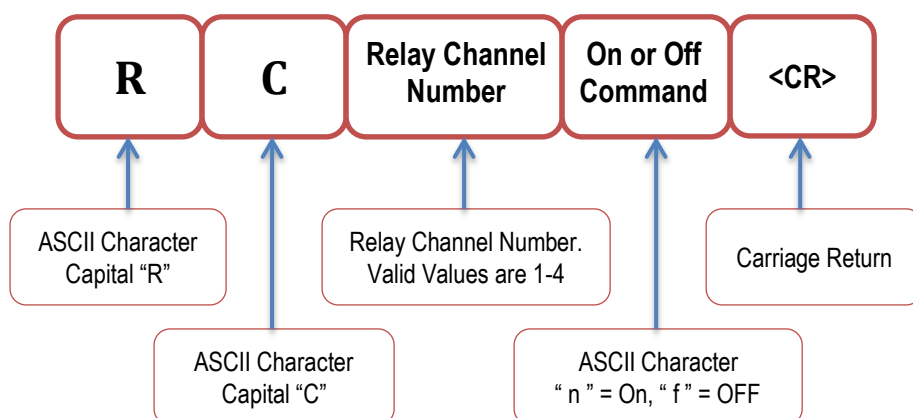 R
C
Relay Channel
Number
On or Off
Command
<CR>
ASCII Character
Capital “R”
Relay Channel Number.
Valid Values are 1-4
Carriage Return
ASCII Character
Capital “C”
ASCII Character
“ n ” = On, “ f ” = OFF